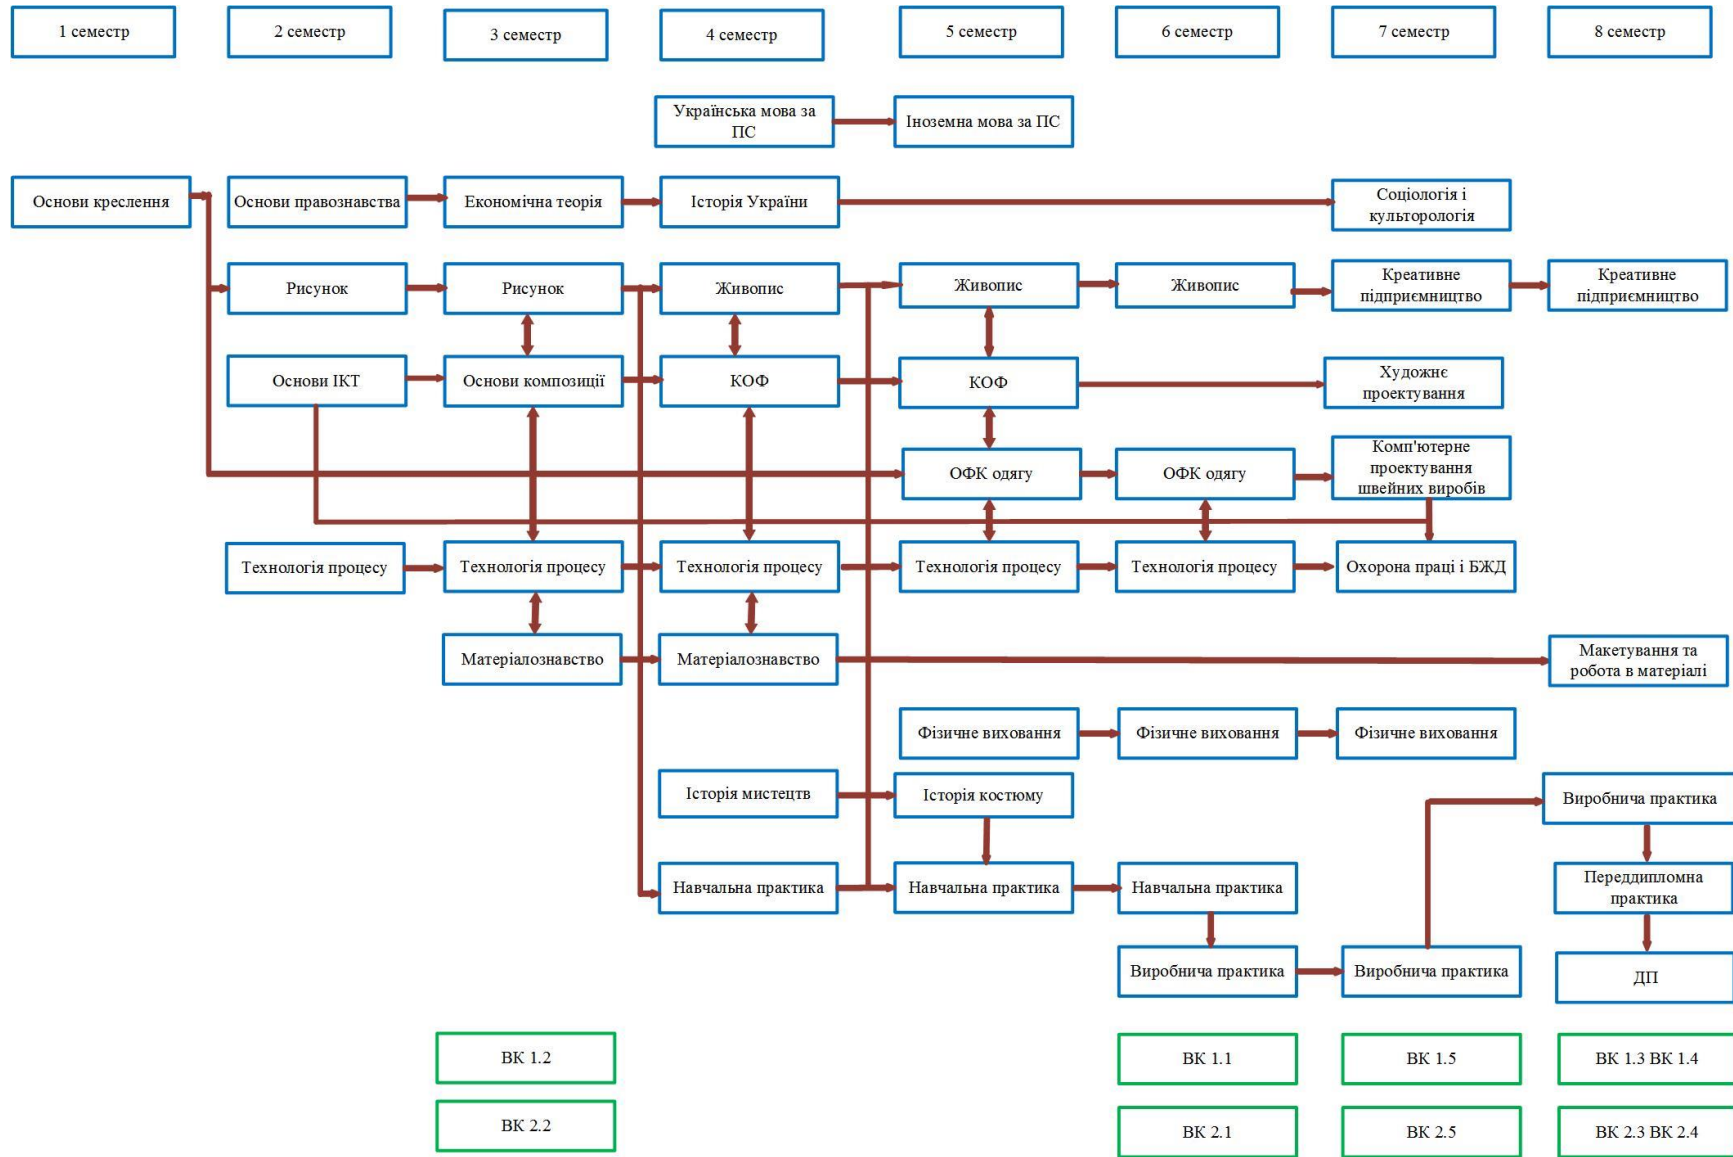 1 семестр
2 семестр
3 семестр
4 семестр
5 семестр
6 семестр
7 семестр
8 семестр
Українська мова за
ПС
Іноземна мова за ПС
Основи креслення
Основи правознавства
Економічна теорія
Історія України
Соціологія і
культорологія
Рисунок
Рисунок
Живопис
Живопис
Живопис
Креативне
підприємництво
Креативне
підприємництво
Основи ІКТ
Основи композиції
КОФ
КОФ
Художнє
проектування
ОФК одягу
ОФК одягу
Комп'ютерне
проектування
швейних виробів
Технологія процесу
Технологія процесу
Технологія процесу
Технологія процесу
Технологія процесу
Охорона праці і БЖД
Матеріалознавство
Матеріалознавство
Макетування та
робота в матеріалі
Фізичне виховання
Фізичне виховання
Фізичне виховання
Історія мистецтв
Історія костюму
Виробнича практика
Навчальна практика
Навчальна практика
Навчальна практика
Переддипломна
практика
Виробнича практика
Виробнича практика
ДП
ВК 1.2
ВК 1.1
ВК 1.5
ВК 1.3 ВК 1.4
ВК 2.2
ВК 2.1
ВК 2.5
ВК 2.3 ВК 2.4